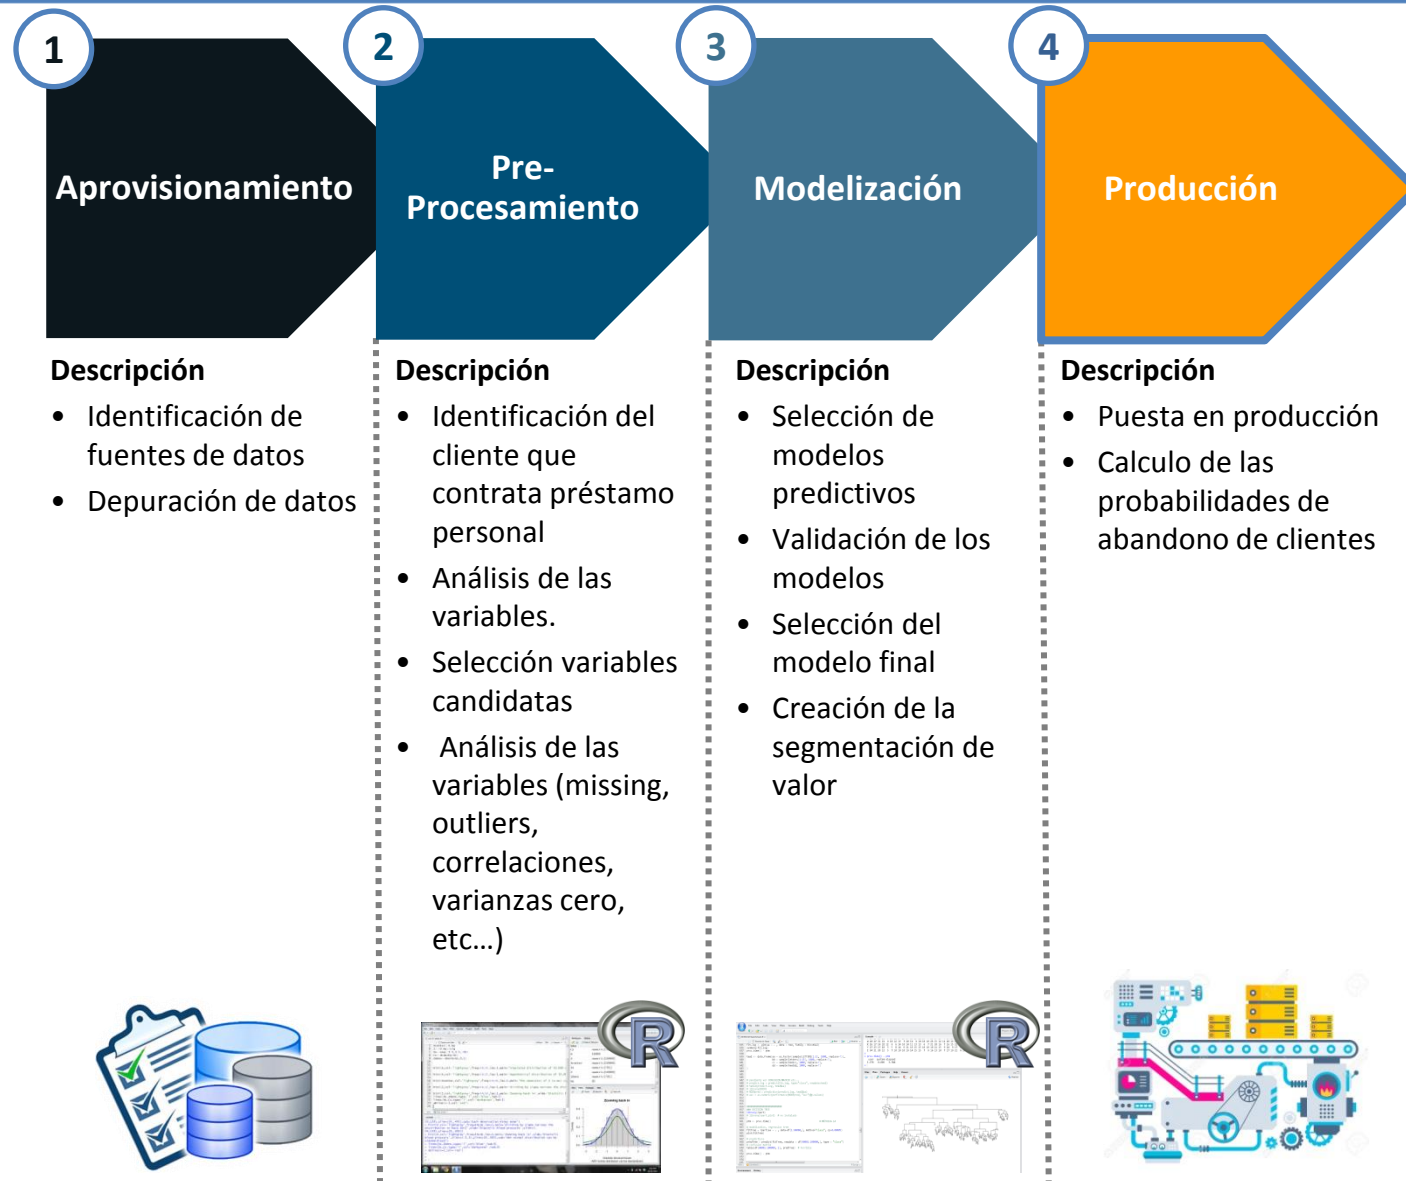 1
Aprovisionamiento
Descripción
• Identificación de
fuentes de datos
• Depuración de datos
2
Pre-
Procesamiento
Descripción
• Identificación del
cliente que
contrata préstamo
personal
• Análisis de las
variables.
• Selección variables
candidatas
• Análisis de las
variables (missing,
outliers,
correlaciones,
varianzas cero,
etc...)
R
3
Modelización
Descripción
• Selección de
modelos
predictivos
• Validación de los
modelos
• Selección del
modelo final
• Creación de la
segmentación de
valor
R
4
Producción
Descripción
• Puesta en producción
• Calculo de las
probabilidades de
abandono de clientes